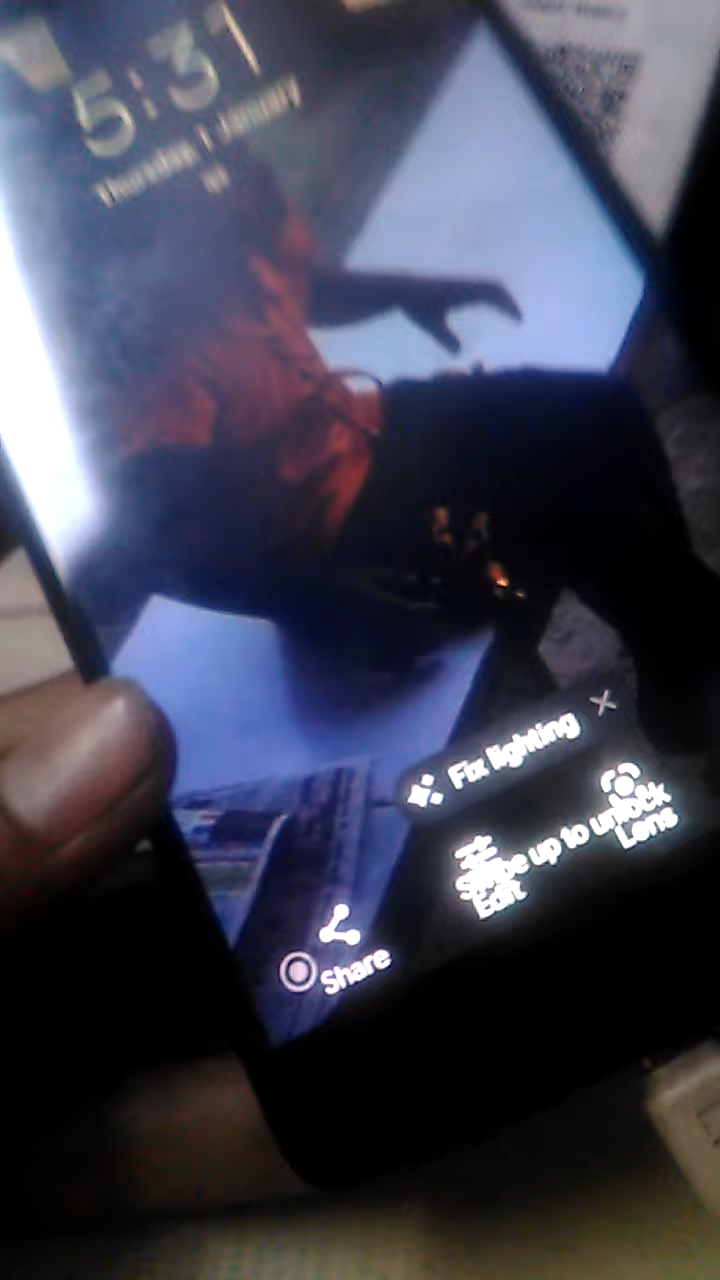 5:31
Thursday, 1 January
Fix lighting
Swipe up to unlock
Edit
Lens
Share